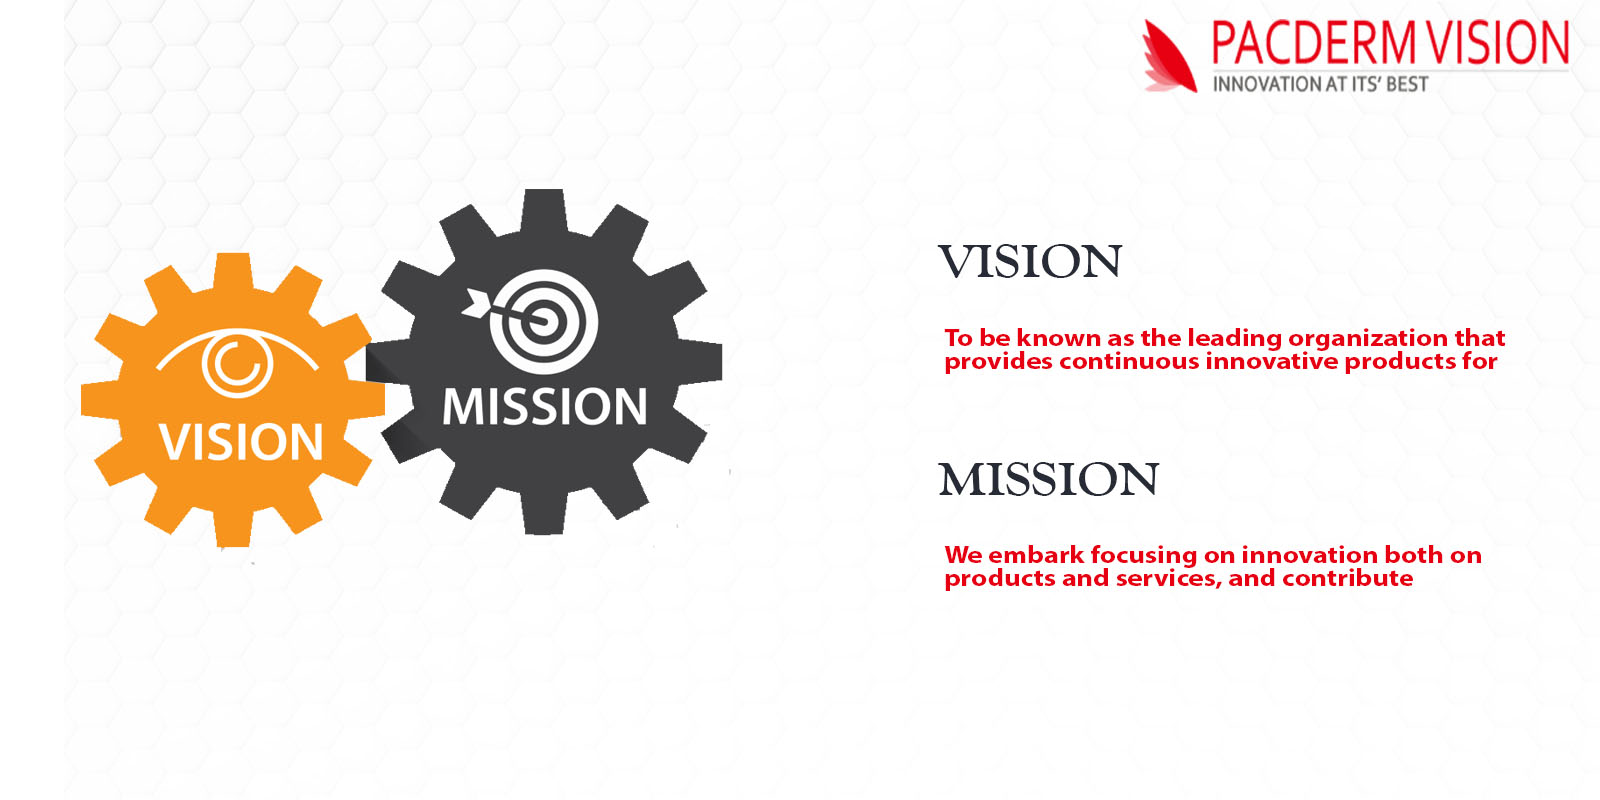 PACDERM VISION
INNOVATION AT ITS’ BEST
VISION
MISSION
VISION
To be known as the leading organization that
provides continuous innovative products for
MISSION
We embark focusing on innovation both on
products and services, and contribute